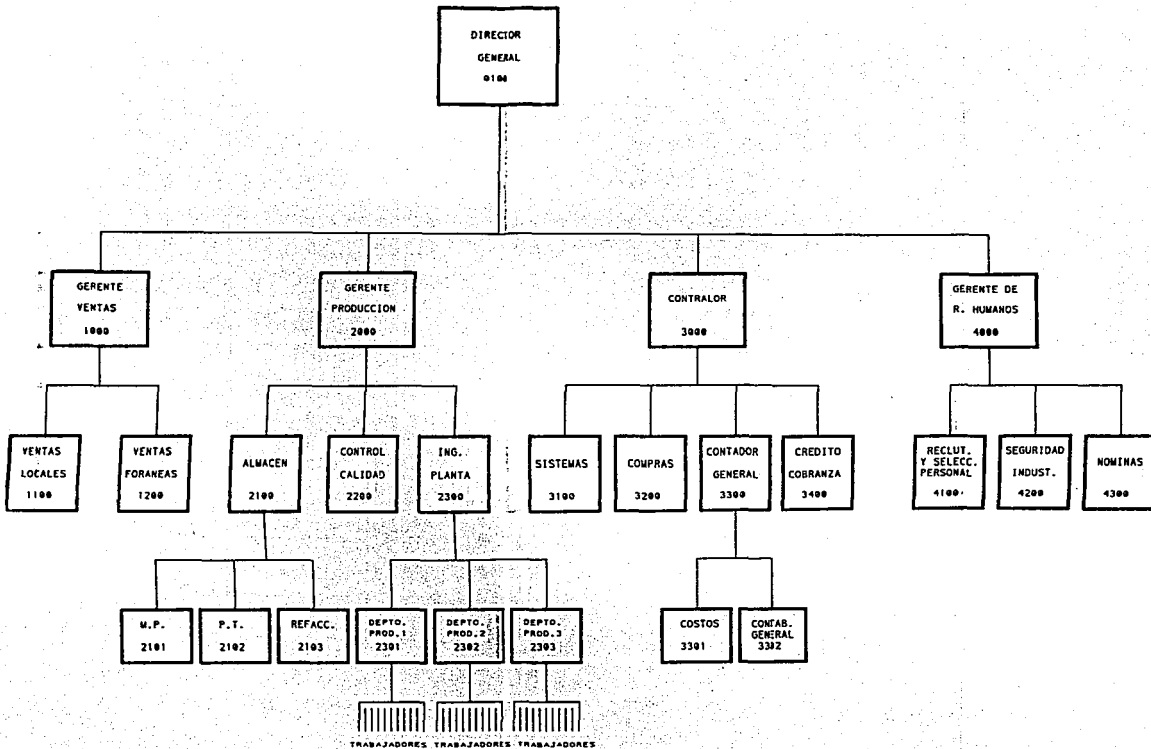 DIRECTOR
GENERAL
0100
GERENTE
VENTAS
1000
GERENTE
PRODUCCION
2000
CONTRALOR
3000
GERENTE DE
R. HUMANOS
4000
VENTAS
LOCALES
1100
VENTAS
FORANEAS
1200
ALMACEN
2100
CONTROL
CALIDAD
2200
ING.
PLANTA
2300
SISTEMAS
3100
COMPRAS
3200
CONTADOR
GENERAL
3300
CREDITO
COBRANZA
3400
RECLUT.
Y SELECC.
PERSONAL
4100
SEGURIDAD
INDUST.
4200
NOMINAS
4300
M.P.
2101
P.T.
2102
REFACC.
2103
DEPTO.
PROD.1
2301
DEPTO.
PROD.2
2302
DEPTO.
PROD.3
2303
COSTOS
3301
CONTAB.
GENERAL
3302
TRABAJADORES TRABAJADORES TRABAJADORES